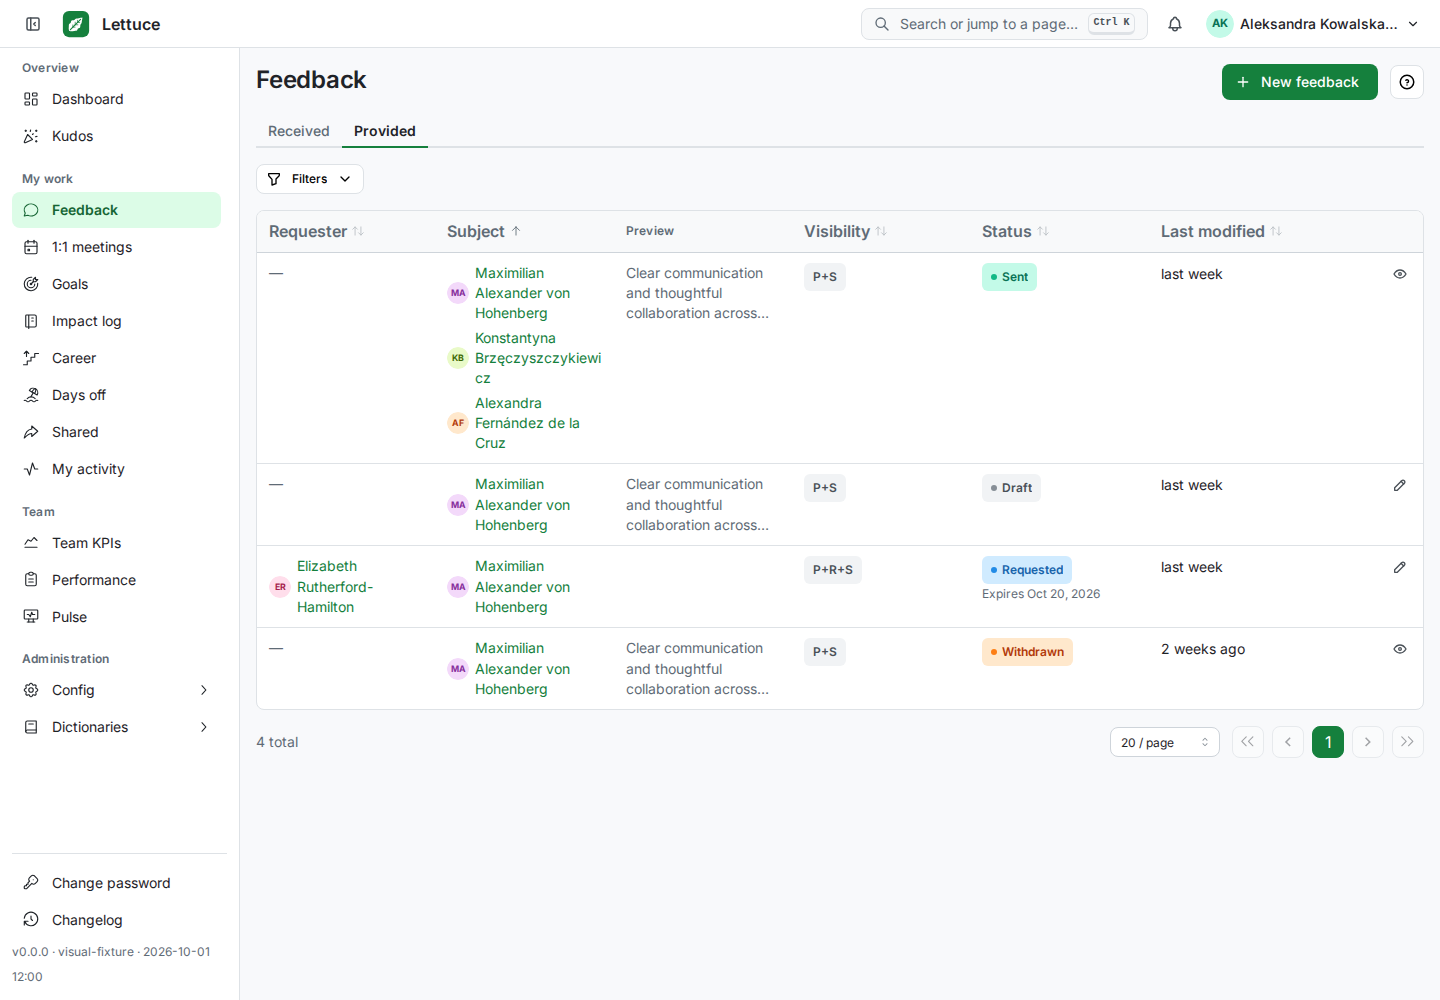 Lettuce
Search or jump to a page...
Ctrl K
AK
Aleksandra Kowalska...
Overview
Dashboard
Kudos
My work
Feedback
1:1 meetings
Goals
Impact log
Career
Days off
Shared
My activity
Team
Team KPIs
Performance
Pulse
Administration
Config
Dictionaries
Change password
Changelog
v0.0.0 · visual-fixture · 2026-10-01
12:00
Feedback
New feedback
Received
Provided
Filters
Requester
Subject
Preview
Visibility
Status
Last modified
—
MA
Maximilian
Alexander von
Hohenberg
KB
Konstantyna
Brzęczyszczykiewi
cz
AF
Alexandra
Fernández de la
Cruz
Clear communication
and thoughtful
collaboration across...
P+S
Sent
last week
—
MA
Maximilian
Alexander von
Hohenberg
Clear communication
and thoughtful
collaboration across...
P+S
Draft
last week
ER
Elizabeth
Rutherford-
Hamilton
MA
Maximilian
Alexander von
Hohenberg
P+R+S
Requested
Expires Oct 20, 2026
last week
—
MA
Maximilian
Alexander von
Hohenberg
Clear communication
and thoughtful
collaboration across...
P+S
Withdrawn
2 weeks ago
4 total
20 / page
1